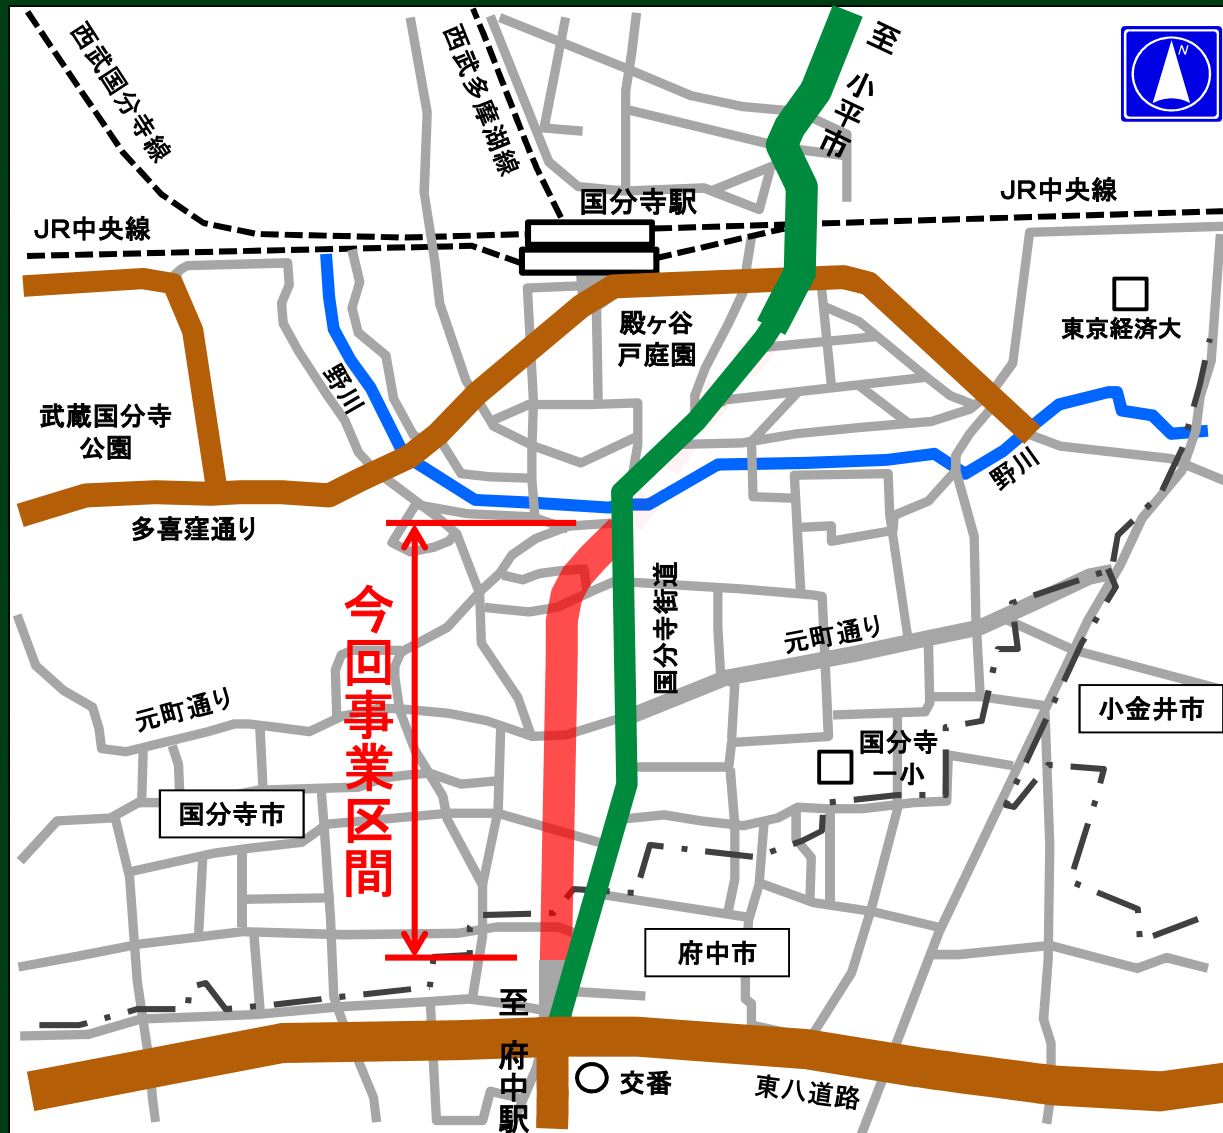 至 小平市
N
西武国分寺線
西武多摩湖線
国分寺駅
JR中央線
JR中央線
東京経済大
殿ヶ谷
戸庭園
野川
武蔵国分寺
公園
野川
多喜窪通り
今回事業区間
国分寺街道
元町通り
元町通り
小金井市
国分寺
一小
国分寺市
府中市
至 府中駅
交番
東八道路